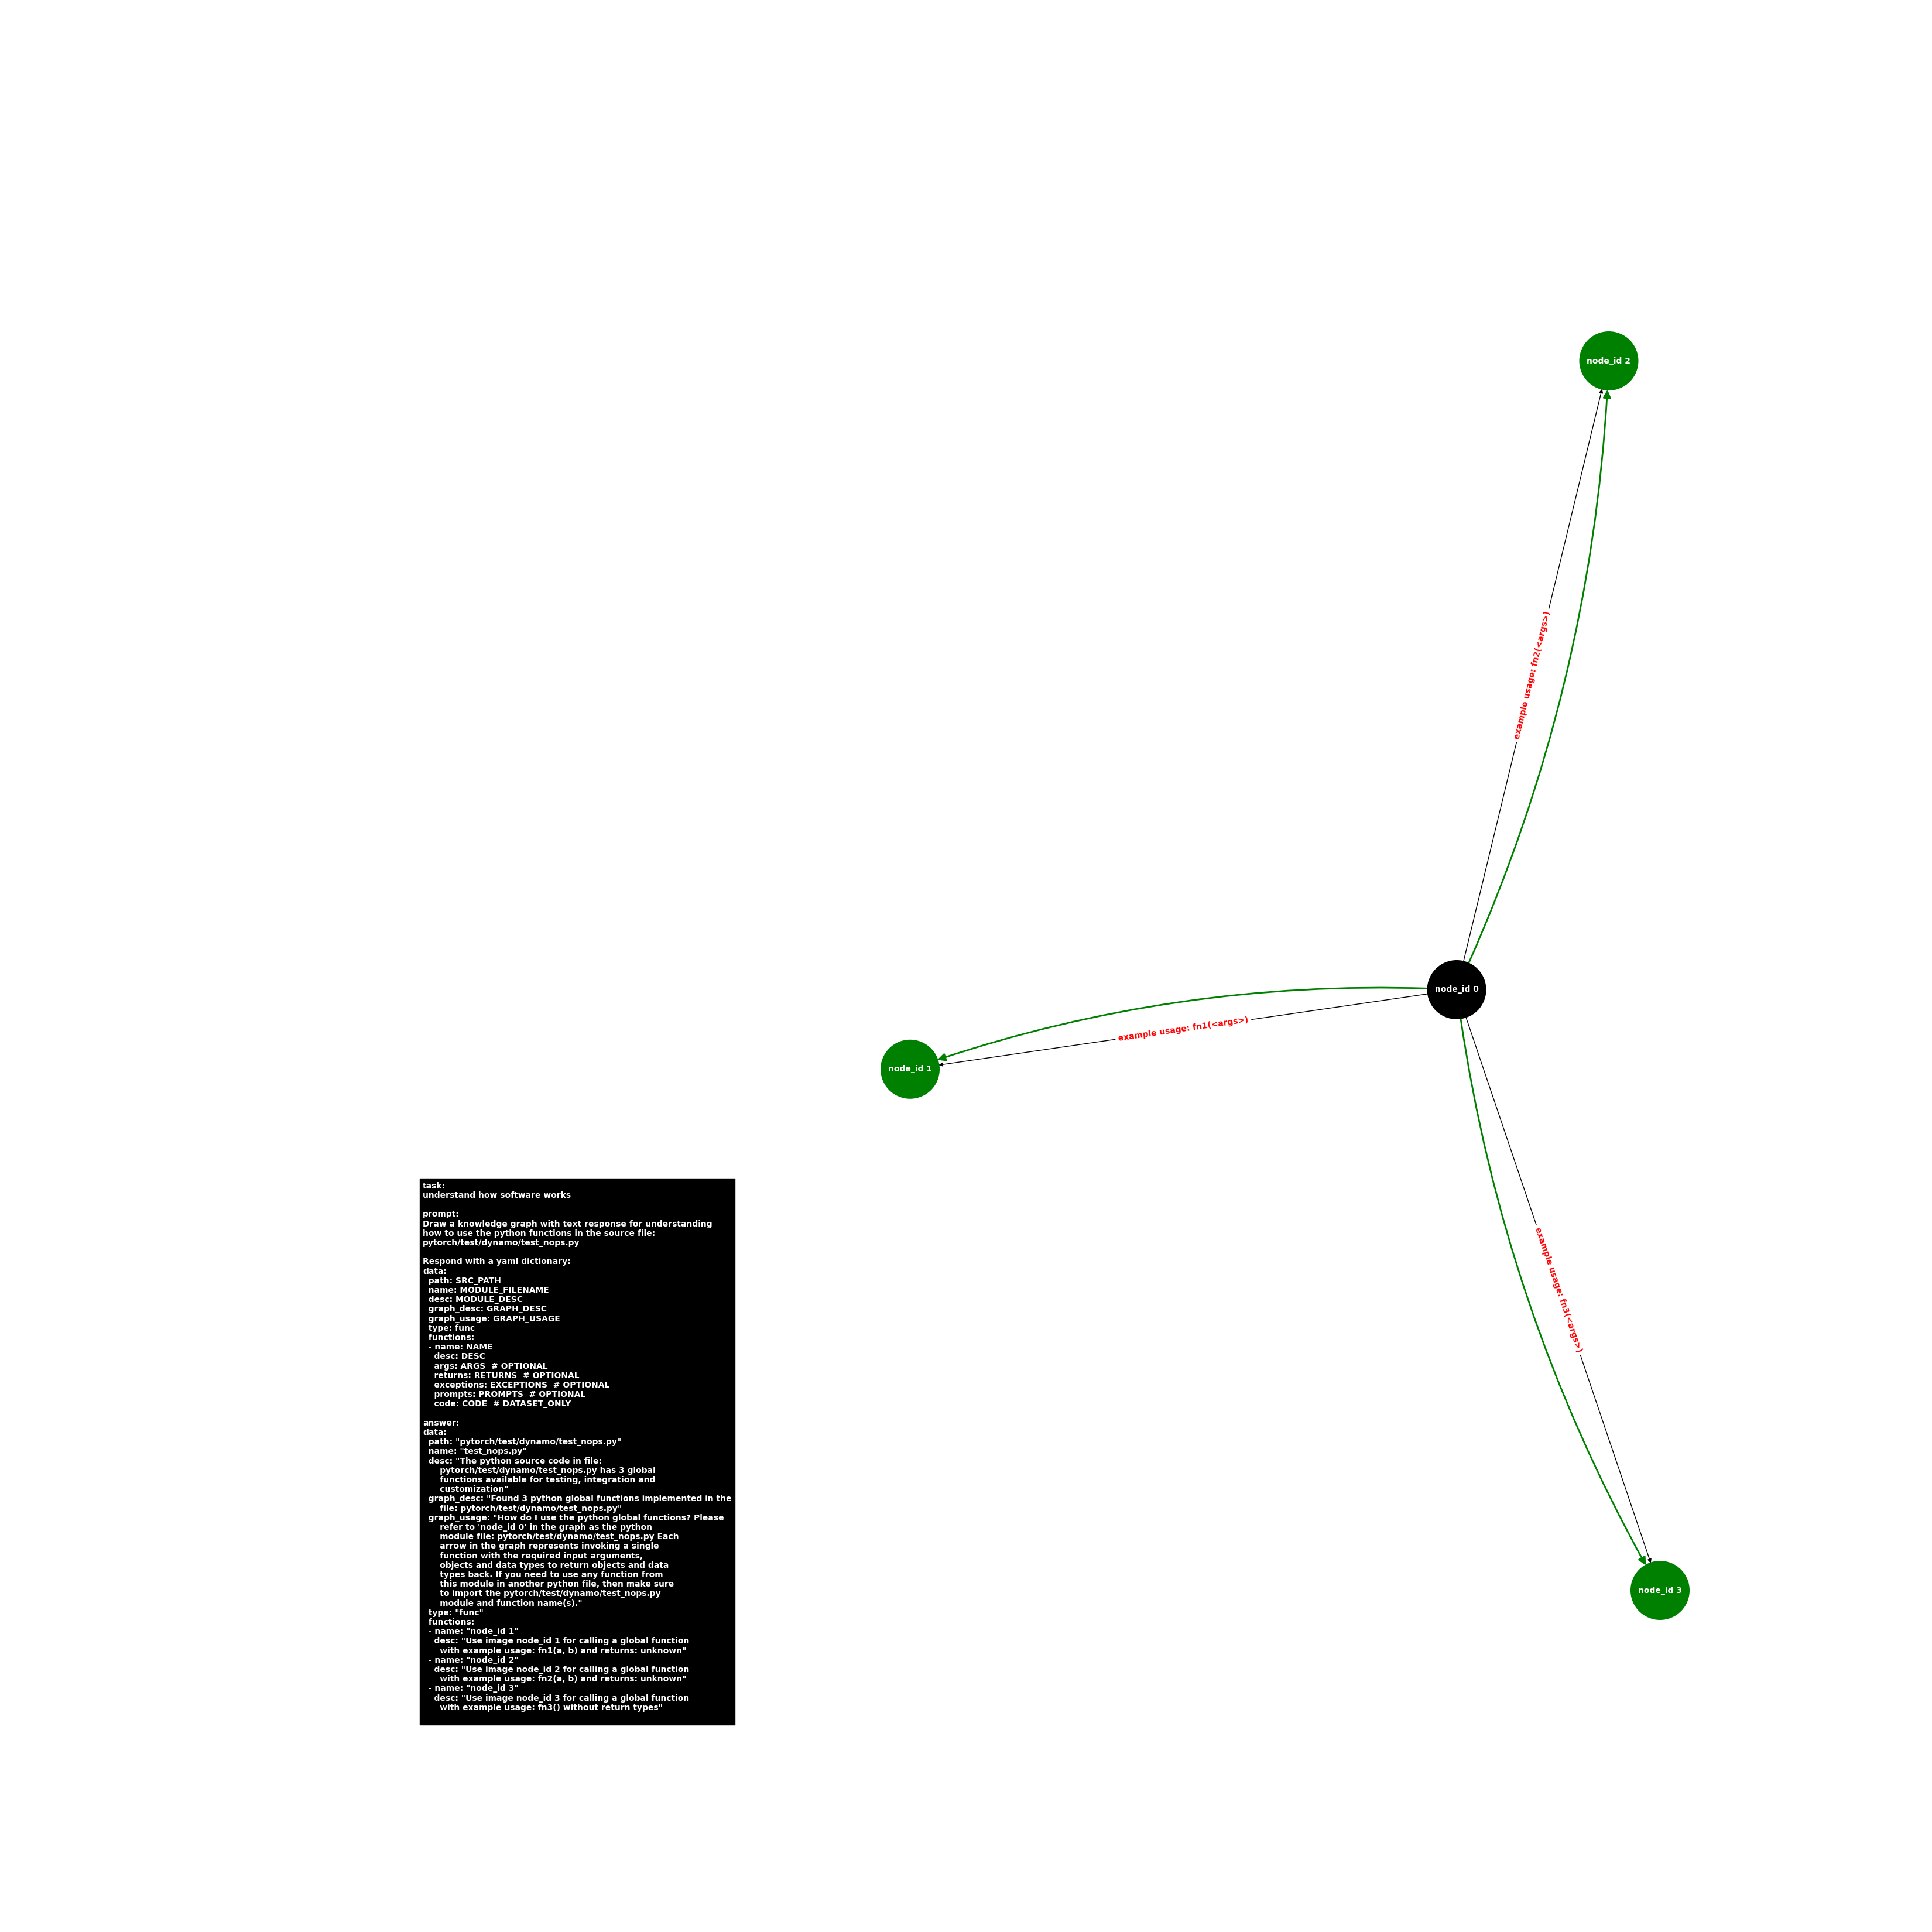 node_id 2
example usage: fn2(<args>)
node_id 0
example usage: fn1(<args>)
node_id 1
example usage: fn3(<args>)
node_id 3
task:
understand how software works

prompt:
Draw a knowledge graph with text response for understanding
how to use the python functions in the source file:
pytorch/test/dynamo/test_nops.py

Respond with a yaml dictionary:
data:
  path: SRC_PATH
  name: MODULE_FILENAME
  desc: MODULE_DESC
  graph_desc: GRAPH_DESC
  graph_usage: GRAPH_USAGE
  type: func
  functions:
  - name: NAME
    desc: DESC
    args: ARGS  # OPTIONAL
    returns: RETURNS  # OPTIONAL
    exceptions: EXCEPTIONS  # OPTIONAL
    prompts: PROMPTS  # OPTIONAL
    code: CODE  # DATASET_ONLY

answer:
data:
  path: "pytorch/test/dynamo/test_nops.py"
  name: "test_nops.py"
  desc: "The python source code in file:
      pytorch/test/dynamo/test_nops.py has 3 global
      functions available for testing, integration and
      customization"
  graph_desc: "Found 3 python global functions implemented in the
      file: pytorch/test/dynamo/test_nops.py"
  graph_usage: "How do I use the python global functions? Please
      refer to 'node_id 0' in the graph as the python
      module file: pytorch/test/dynamo/test_nops.py Each
      arrow in the graph represents invoking a single
      function with the required input arguments,
      objects and data types to return objects and data
      types back. If you need to use any function from
      this module in another python file, then make sure
      to import the pytorch/test/dynamo/test_nops.py
      module and function name(s)."
  type: "func"
  functions:
  - name: "node_id 1"
    desc: "Use image node_id 1 for calling a global function
      with example usage: fn1(a, b) and returns: unknown"
  - name: "node_id 2"
    desc: "Use image node_id 2 for calling a global function
      with example usage: fn2(a, b) and returns: unknown"
  - name: "node_id 3"
    desc: "Use image node_id 3 for calling a global function
      with example usage: fn3() without return types"